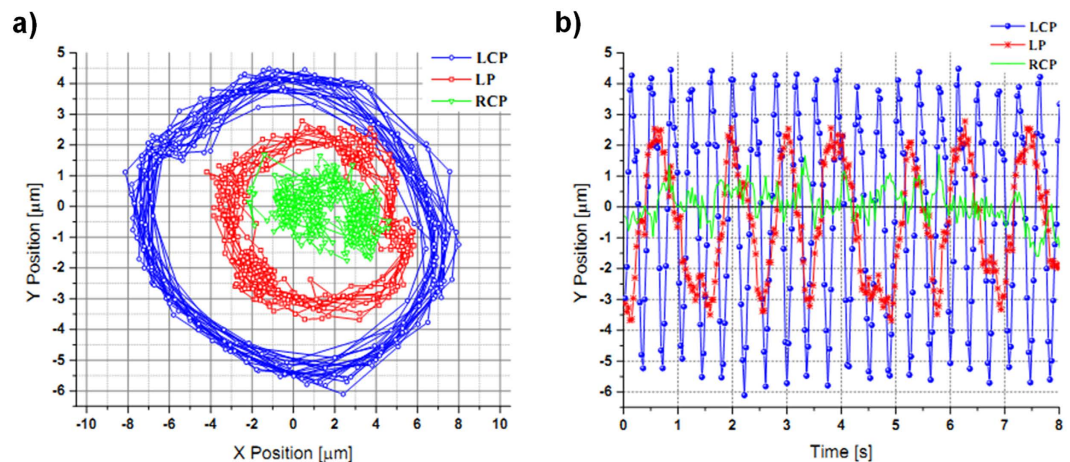 a)
LCP
LP
RCP
5
4
3
2
1
0
-1
-2
-3
-4
-5
-6
Y Position [µm]
-10 -8 -6 -4 -2 0 2 4 6 8 10
X Position [µm]
b)
LCP
LP
RCP
5
4
3
2
1
0
-1
-2
-3
-4
-5
-6
Y Position [µm]
0 1 2 3 4 5 6 7 8
Time [s]